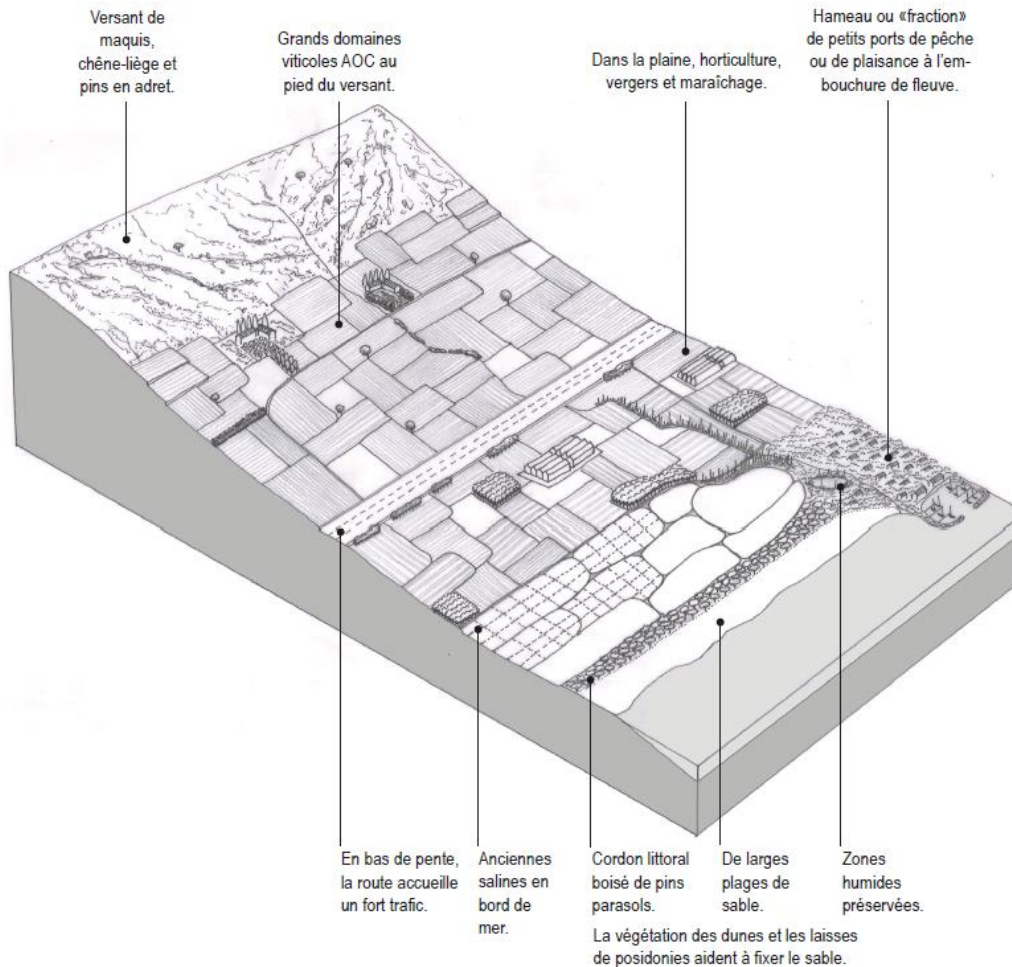 Versant de
maquis,
chêne-liège et
pins en adret.
Grands domaines
viticoles AOC au
pied du versant.
Dans la plaine, horticulture,
vergers et maraîchage.
Hameau ou «fraction»
de petits ports de pêche
ou de plaisance à l'em-
bouchure de fleuve.
En bas de pente,
la route accueille
un fort trafic.
Anciennes
salines en
bord de
mer.
Cordon littoral
boisé de pins
parasols.
De larges
plages de
sable.
Zones
humides
préservées.
La végétation des dunes et les laisses
de posidonies aident à fixer le sable.